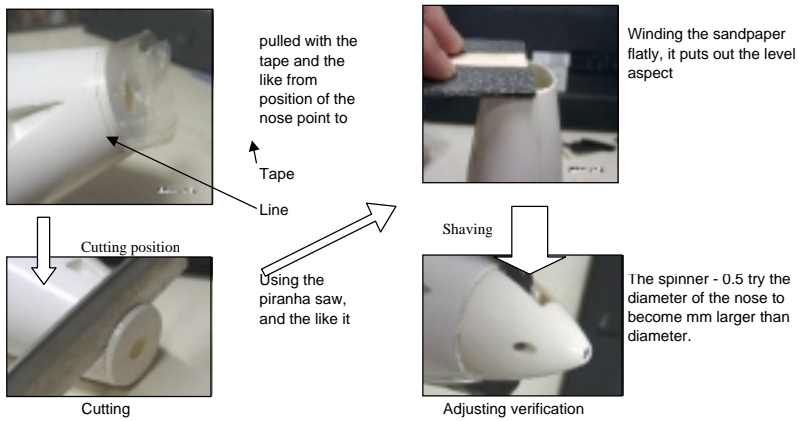 pulled with the
tape and the
like from
position of the
nose point to
Tape
Line
Cutting position
Using the
piranha saw,
and the like it
Cutting
Winding the sandpaper
flatly, it puts out the level
aspect
Shaving
The spinner - 0.5 try the
diameter of the nose to
become mm larger than
diameter.
Adjusting verification